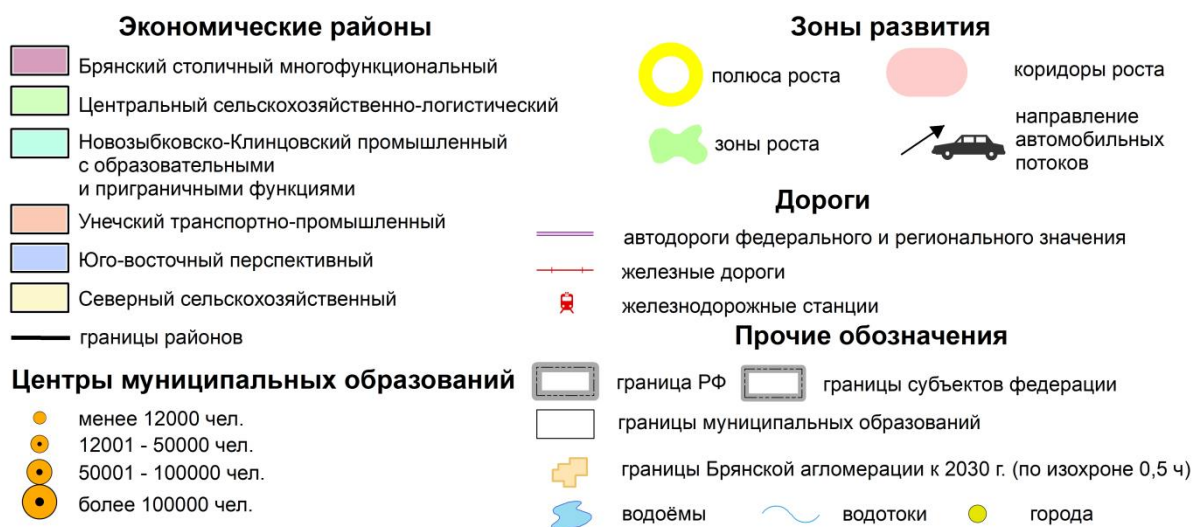 Экономические районы
Брянский столичный многофункциональный
Центральный сельскохозяйственно-логистический
Новозыбковско-Клинцовский промышленный
с образовательными
и приграничными функциями
Унечский транспортно-промышленный
Юго-восточный перспективный
Северный сельскохозяйственный
границы районов
Центры муниципальных образований
менее 12000 чел.
12001 - 50000 чел.
50001 - 100000 чел.
более 100000 чел.
Зоны развития
полюса роста
коридоры роста
зоны роста
направление
автомобильных
потоков
Дороги
автодороги федерального и регионального значения
железные дороги
железнодорожные станции
Прочие обозначения
граница РФ
границы субъектов федерации
границы муниципальных образований
границы Брянской агломерации к 2030 г. (по изохроне 0,5 ч)
водоёмы
водотоки
города